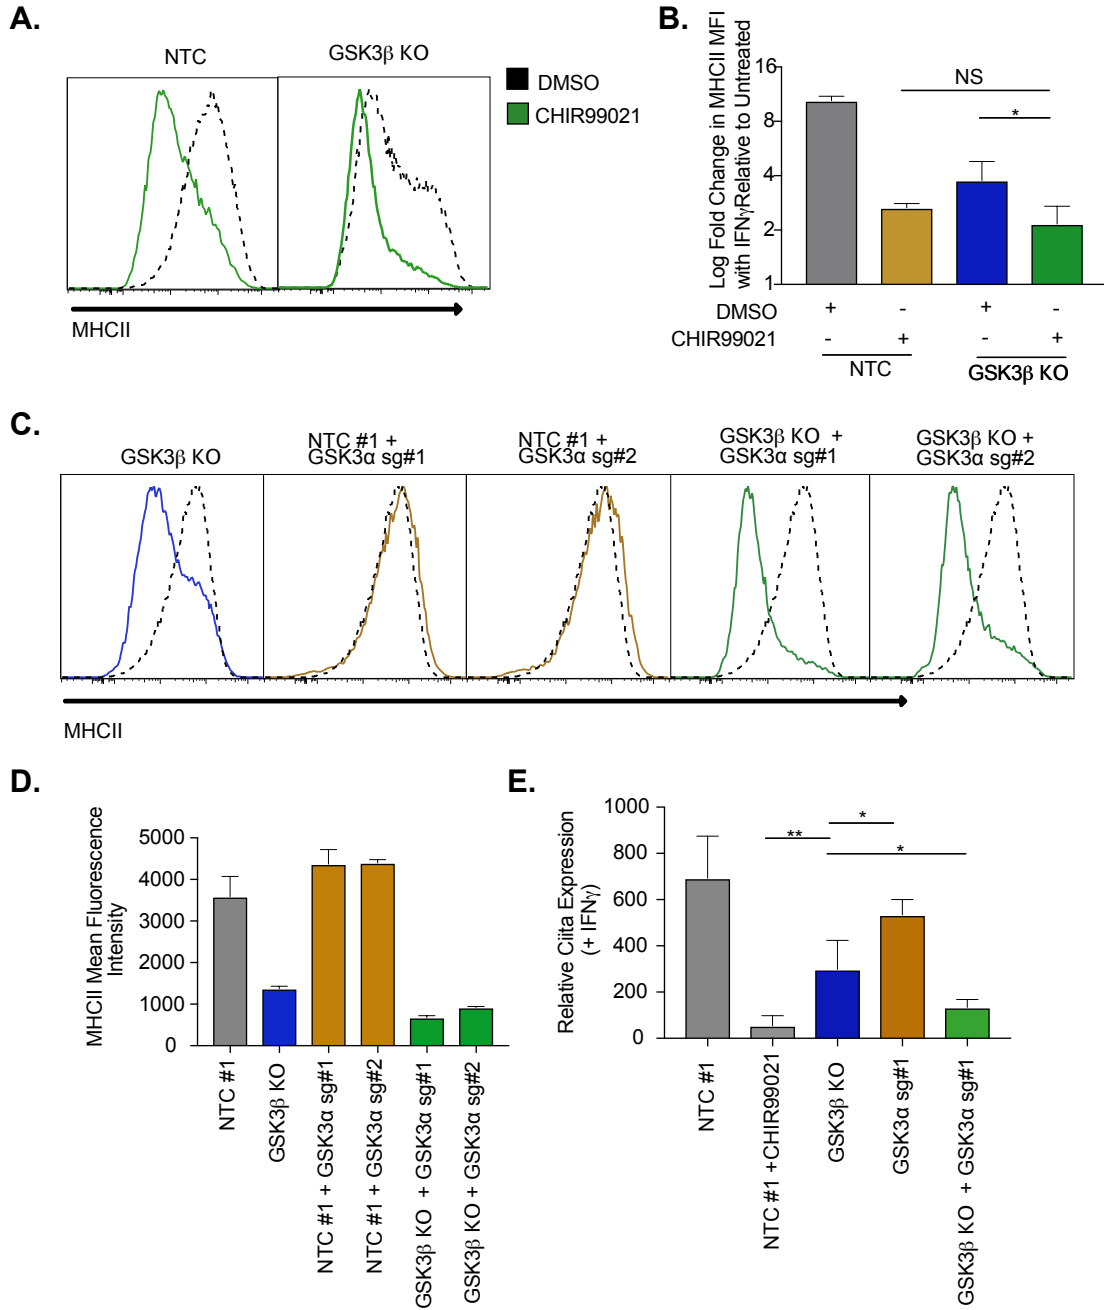 A.
NTC
GSK3β KO
DMSO
CHIR99021
MHCII
B.
Log Fold Change in MHCII MFI
with IFNγRelative to Untreated
16
8
4
2
1
NS
*
DMSO + - + -
CHIR99021 - + - +
NTC
GSK3β KO
C.
GSK3β KO
NTC #1 +
GSK3α sg#1
NTC #1 +
GSK3α sg#2
GSK3β KO +
GSK3α sg#1
GSK3β KO +
GSK3α sg#2
MHCII
D.
MHCII Mean Fluorescence
Intensity
5000
4000
3000
2000
1000
0
NTC #1
GSK3β KO
NTC #1 + GSK3α sg#1
NTC #1 + GSK3α sg#2
GSK3β KO + GSK3α sg#1
GSK3β KO + GSK3α sg#2
E.
Relative Ciita Expression
(+ IFNγ)
1000
800
600
400
200
0
*
**
*
NTC #1
NTC #1 +CHIR99021
GSK3β KO
GSK3α sg#1
GSK3β KO + GSK3α sg#1